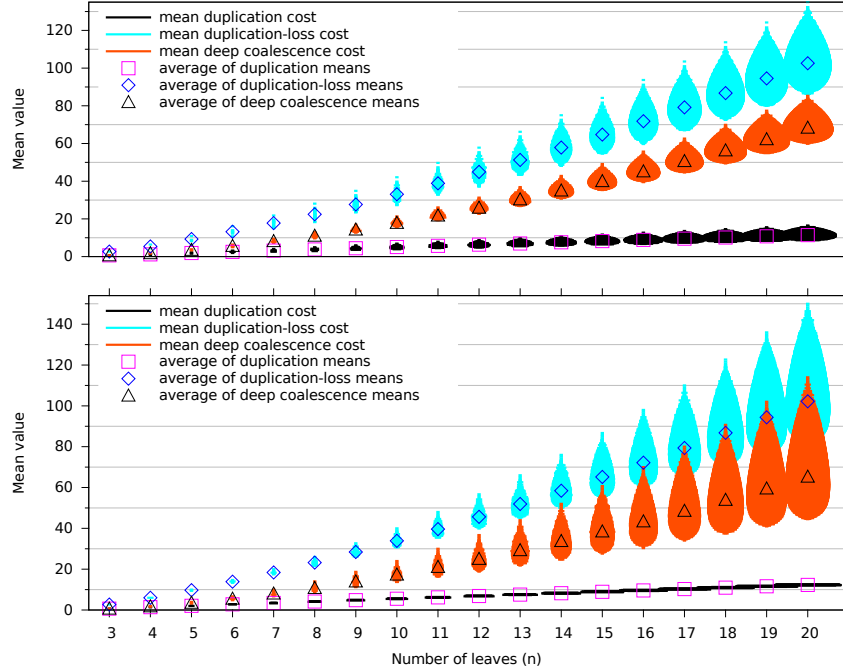 mean duplication cost
mean duplication-loss cost
mean deep coalescence cost
average of duplication means
average of duplication-loss means
average of deep coalescence means
Mean value
120
100
80
60
40
20
0
mean duplication cost
mean duplication-loss cost
mean deep coalescence cost
average of duplication means
average of duplication-loss means
average of deep coalescence means
Mean value
140
120
100
80
60
40
20
0
3 4 5 6 7 8 9 10 11 12 13 14 15 16 17 18 19 20
Number of leaves (n)